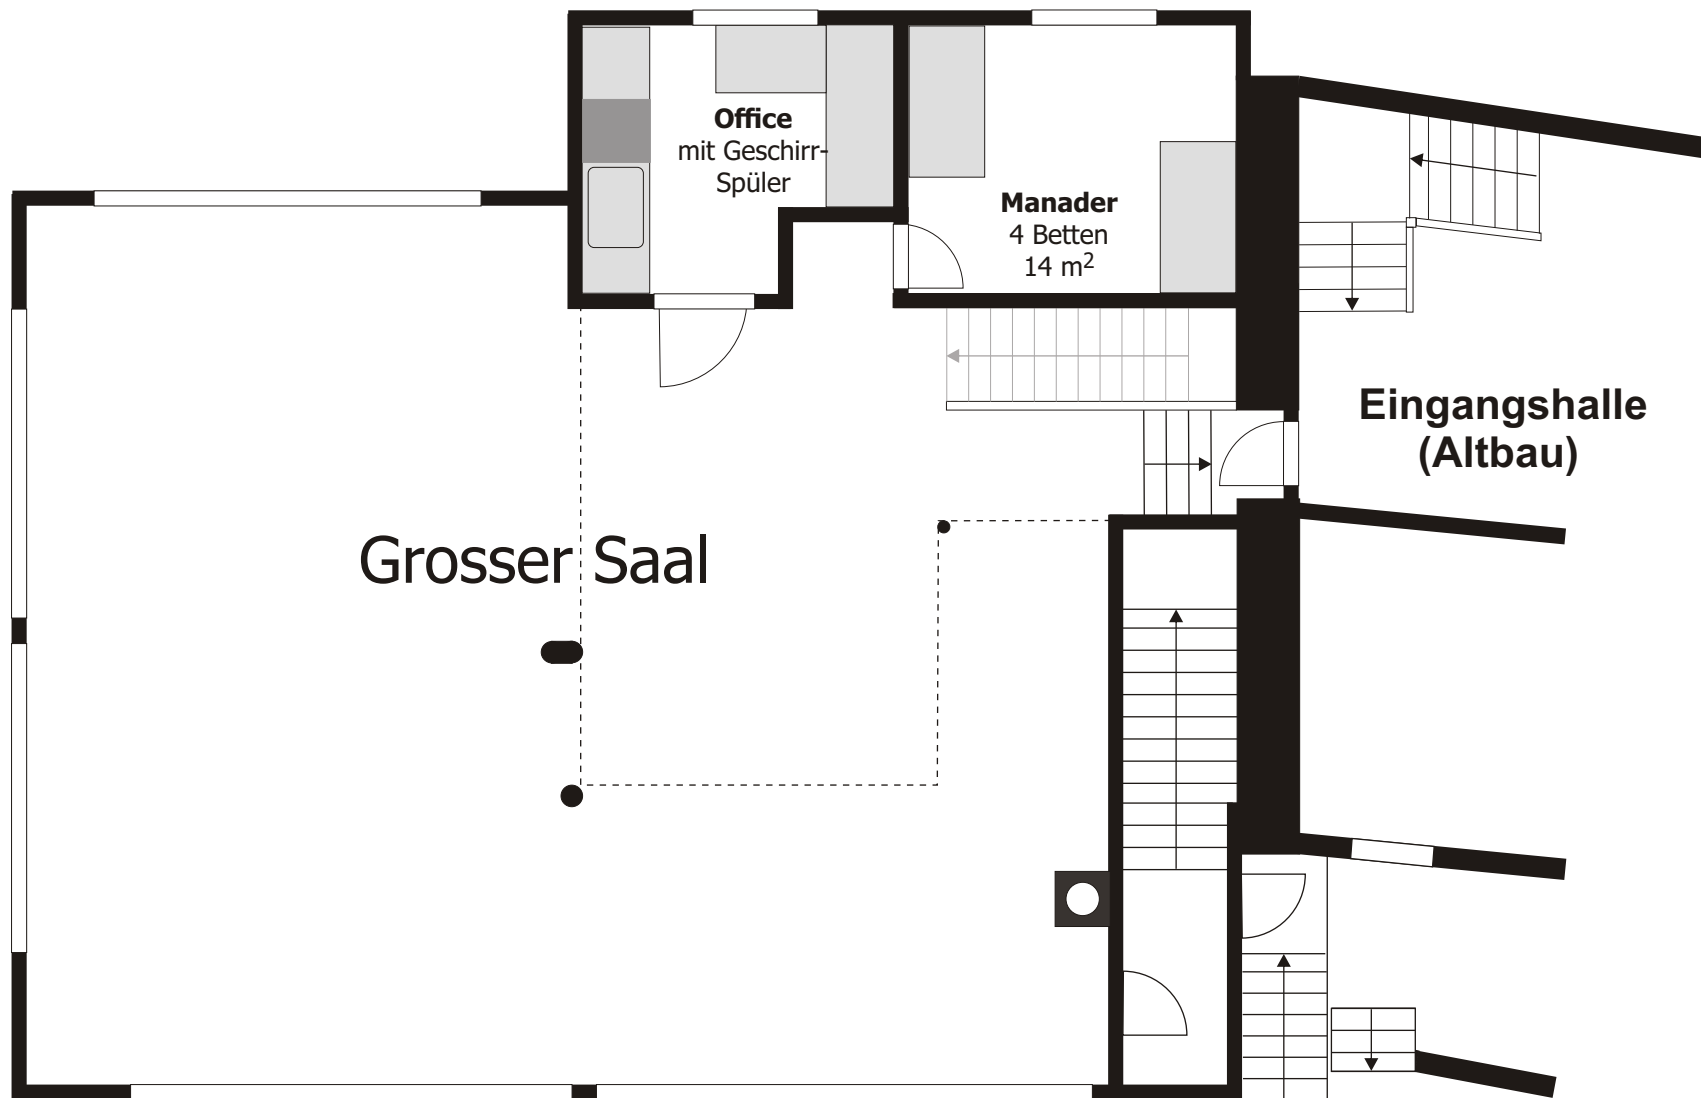 Office
mit Geschirr-
Spüler
Manader
4 Betten
14 m²
Eingangshalle
(Altbau)
Grosser Saal